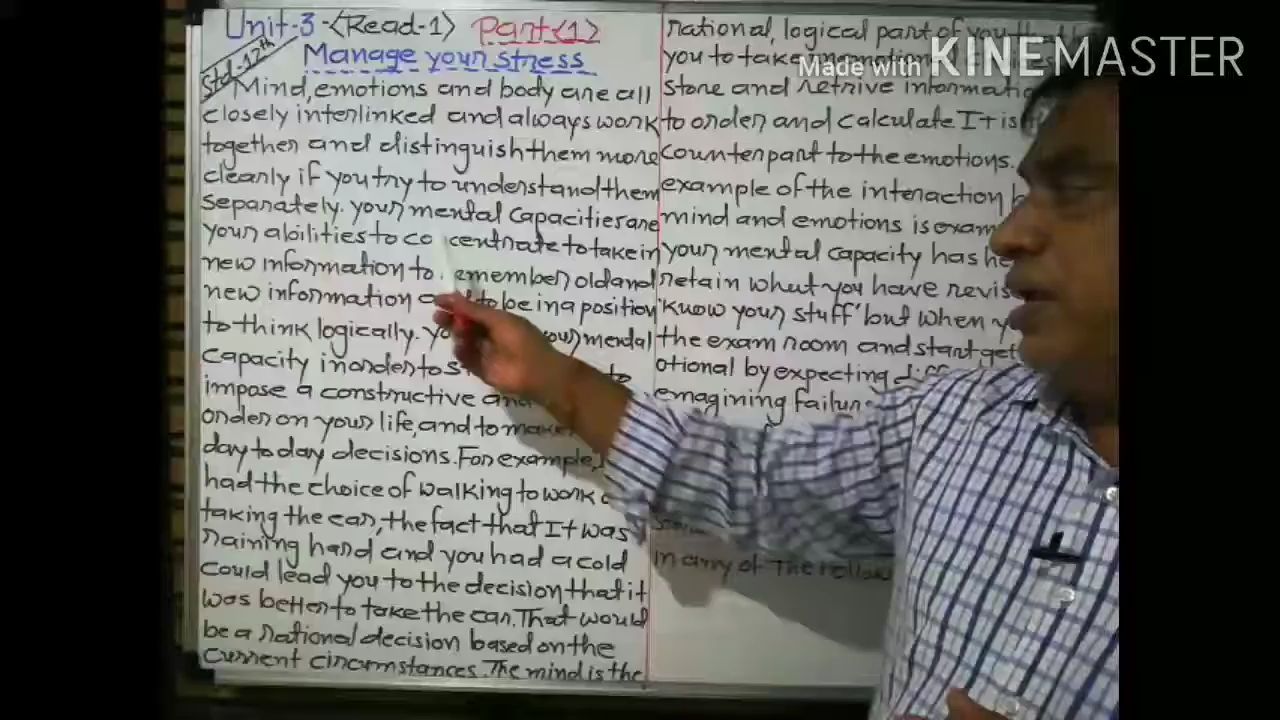 Unit-3-<Read-1> Part<1>
Std-12th
Manage your stress
Mind, emotions and body are all
closely interlinked and always work
together and distinguish them more
clearly if you try to understand them
separately. your mental capacities are
your abilities to co centrate to take in
new information to emember old and
new information to be in a position
to think logically. your mental
capacity in order to
impose a constructive
order on your life, and to make
day to day decisions. For example,
had the choice of walking to work
taking the car, the fact that It was
raining hard and you had a cold
could lead you to the decision that it
was better to take the car. That would
be a rational decision based on the
current circumstances. The mind is the
rational, logical part of you
you to take
store and retrive
to order and calculate It is
counterpart to the emotions.
example of the interaction
mind and emotions is
your mental capacity has
retain what you have
'know your stuff' but when
the exam room and start
otional by expecting
emagining
in any of The
Made with KINEMASTER